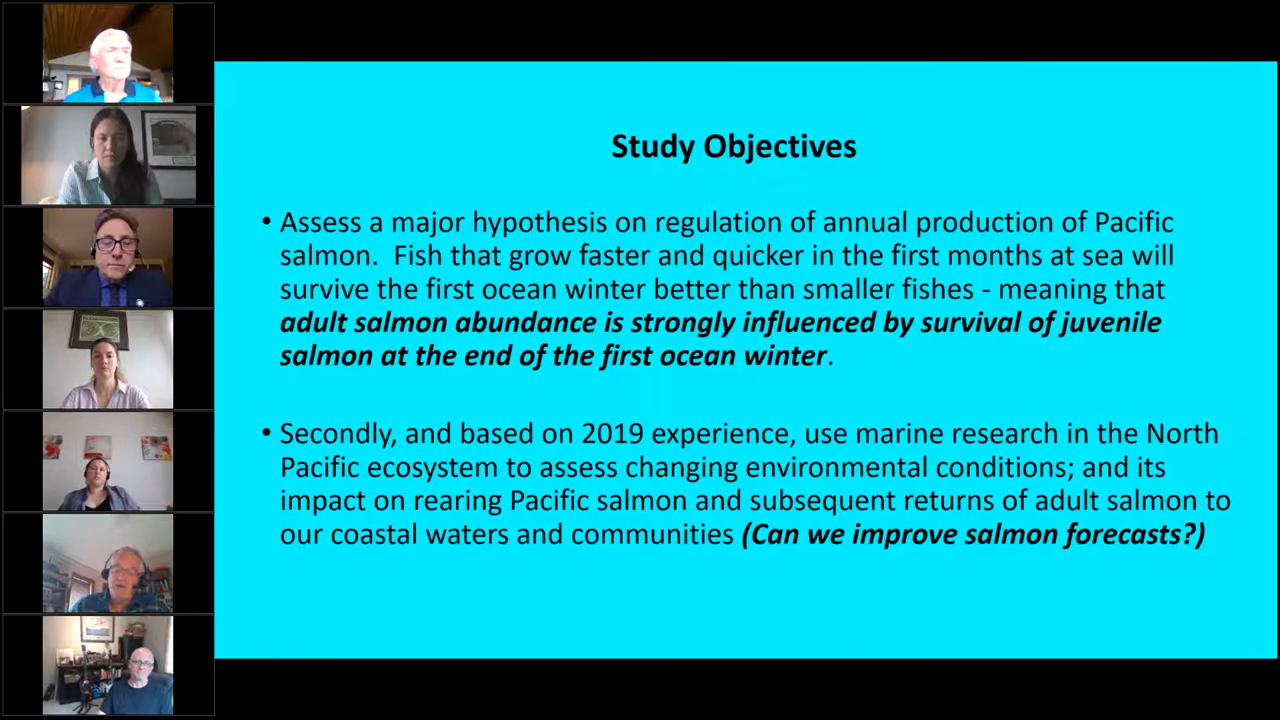 Study Objectives
• Assess a major hypothesis on regulation of annual production of Pacific
salmon.  Fish that grow faster and quicker in the first months at sea will
survive the first ocean winter better than smaller fishes - meaning that
adult salmon abundance is strongly influenced by survival of juvenile
salmon at the end of the first ocean winter.
• Secondly, and based on 2019 experience, use marine research in the North
Pacific ecosystem to assess changing environmental conditions; and its
impact on rearing Pacific salmon and subsequent returns of adult salmon to
our coastal waters and communities (Can we improve salmon forecasts?)